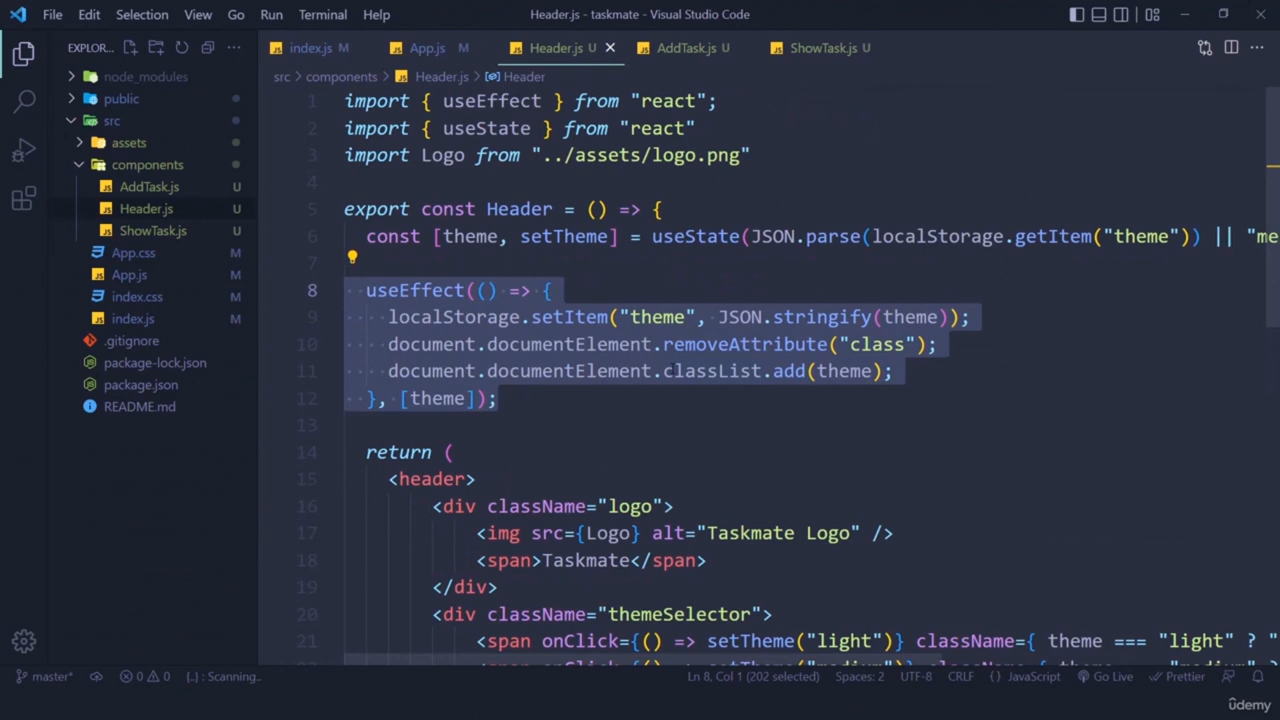 File Edit Selection View Go Run Terminal Help Header.js - taskmate - Visual Studio Code
EXPLOR...
index.js M App.js M Header.js U AddTask.js U ShowTask.js U
src > components > Header.js > Header
node_modules
public
src
assets
components
AddTask.js U
Header.js U
ShowTask.js U
App.css M
App.js M
index.css M
index.js M
.gitignore
package-lock.json
package.json
README.md
1 import { useEffect } from "react";
2 import { useState } from "react"
3 import Logo from "../assets/logo.png"
4
5 export const Header = () => {
6 const [theme, setTheme] = useState(JSON.parse(localStorage.getItem("theme")) || "me
7
8 useEffect(() => {
9 localStorage.setItem("theme", JSON.stringify(theme));
10 document.documentElement.removeAttribute("class");
11 document.documentElement.classList.add(theme);
12 }, [theme]);
13
14 return (
15 <header>
16 <div className="logo">
17 <img src={Logo} alt="Taskmate Logo" />
18 <span>Taskmate</span>
19 </div>
20 <div className="themeSelector">
21 <span onClick={() => setTheme("light")} className={ theme === "light" ?
master* 0 0 {..} : Scanning.. Ln 8, Col 1 (202 selected) Spaces: 2 UTF-8 CRLF {} JavaScript Go Live Prettier
ûdemy